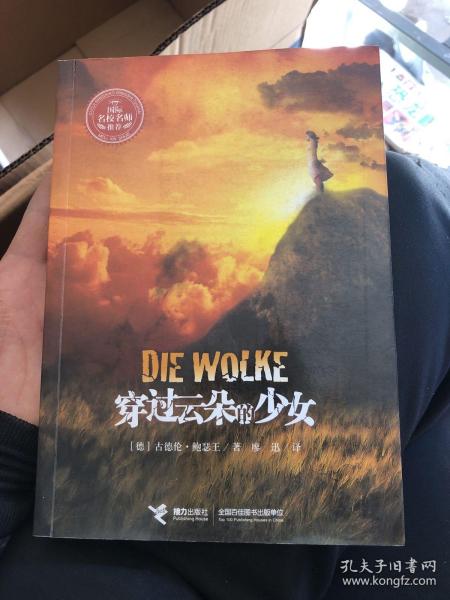 国际
名校名师
推荐
DIE WOLKE
穿过云朵的少女
[德] 古德伦·鲍瑟王/著 廖迅/译
接力出版社
Publishing House
全国百佳图书出版单位
Top 100 Publishing Houses in China
孔夫子旧书网
www.kongfz.com